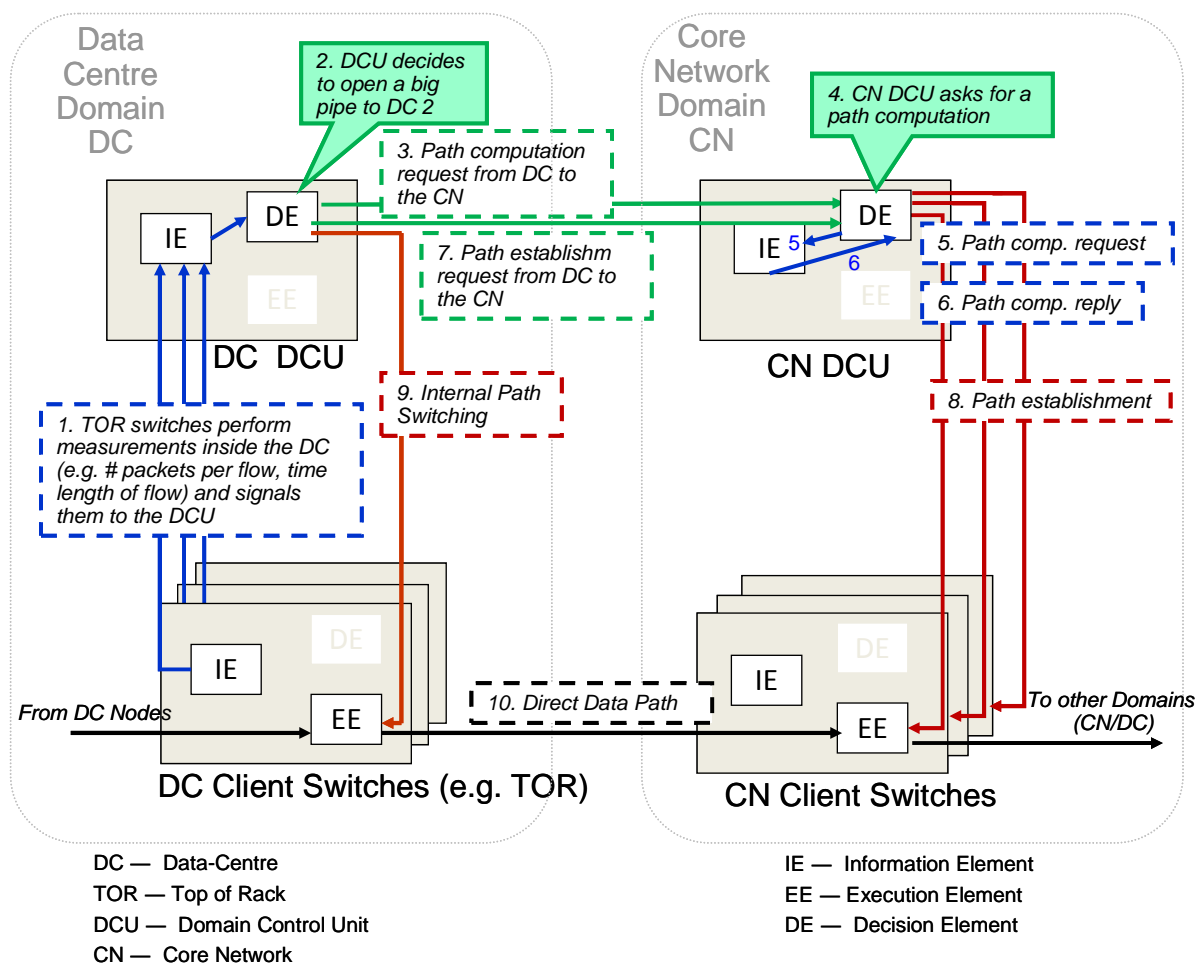 Data
Centre
Domain
DC
2. DCU decides
to open a big
pipe to DC 2
Core
Network
Domain
CN
4. CN DCU asks for a
path computation
3. Path computation
request from DC to
the CN
IE
DE
EE
DC DCU
7. Path establishm
request from DC to
the CN
DE
IE
5
6
EE
CN DCU
5. Path comp. request
6. Path comp. reply
1. TOR switches perform
measurements inside the DC
(e.g. # packets per flow, time
length of flow) and signals
them to the DCU
9. Internal Path
Switching
8. Path establishment
DE
IE
EE
From DC Nodes
DC Client Switches (e.g. TOR)
10. Direct Data Path
DE
IE
EE
To other Domains
(CN/DC)
CN Client Switches
DC — Data-Centre
TOR — Top of Rack
DCU — Domain Control Unit
CN — Core Network
IE — Information Element
EE — Execution Element
DE — Decision Element